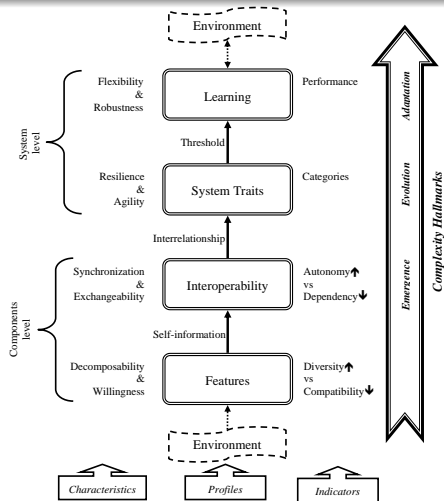 Environment
Flexibility
&
Robustness
Learning
Performance
Threshold
Resilience
&
Agility
System Traits
Categories
System
level
Interrelationship
Synchronization
&
Exchangeability
Interoperability
Autonomy↑
vs
Dependency↓
Self-information
Components
level
Decomposability
&
Willingness
Features
Diversity↑
vs
Compatibility↓
Environment
Adaptation
Evolution
Emergence
Complexity Hallmarks
Characteristics
Profiles
Indicators